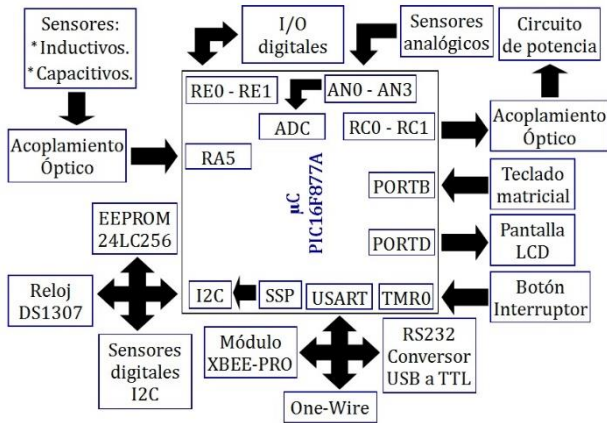 Sensores:
* Inductivos.
* Capacitivos.
I/O
digitales
Sensores
analógicos
Circuito
de potencia
RE0 - RE1
AN0 - AN3
ADC
RC0 - RC1
Acoplamiento
Óptico
Acoplamiento
Óptico
RA5
µC
PIC16F877A
PORTB
Teclado
matricial
EEPROM
24LC256
PORTD
Pantalla
LCD
Reloj
DS1307
I2C
SSP
USART
TMR0
Botón
Interruptor
Sensores
digitales
I2C
Módulo
XBEE-PRO
RS232
Conversor
USB a TTL
One-Wire